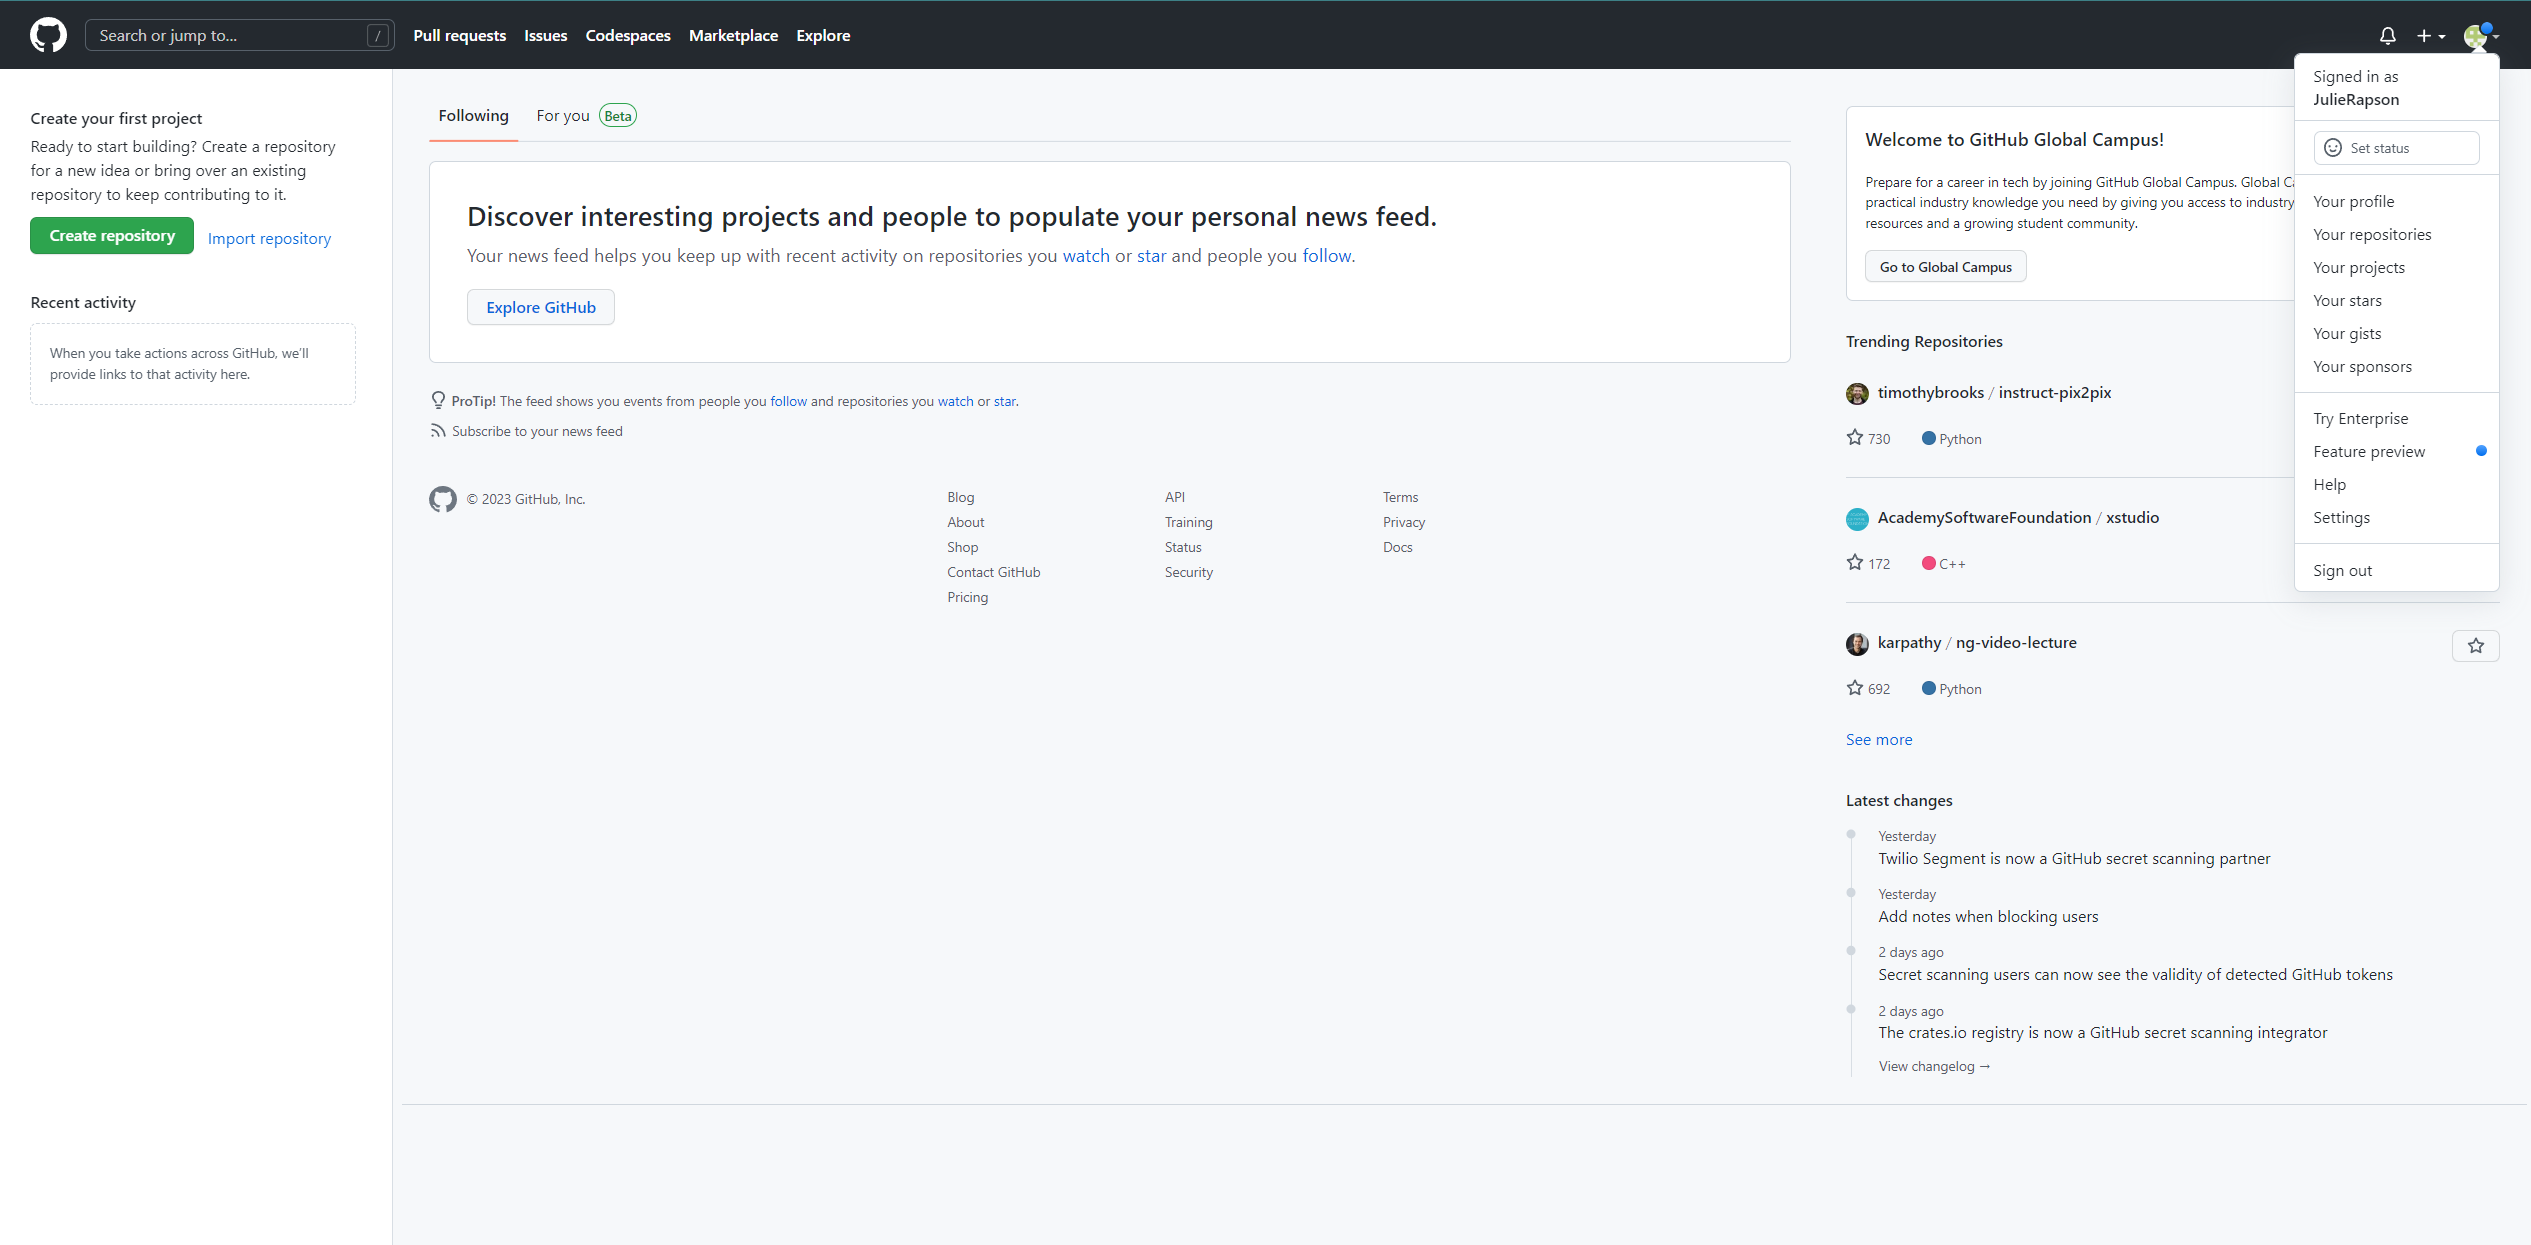 Search or jump to...
/
Pull requests
Issues
Codespaces
Marketplace
Explore
Create your first project
Ready to start building? Create a repository
for a new idea or bring over an existing
repository to keep contributing to it.
Create repository
Import repository
Recent activity
When you take actions across GitHub, we'll
provide links to that activity here.
Following
For you
Beta
Discover interesting projects and people to populate your personal news feed.
Your news feed helps you keep up with recent activity on repositories you watch or star and people you follow.
Explore GitHub
ProTip! The feed shows you events from people you follow and repositories you watch or star.
Subscribe to your news feed
© 2023 GitHub, Inc.
Blog
About
Shop
Contact GitHub
Pricing
API
Training
Status
Security
Terms
Privacy
Docs
Welcome to GitHub Global Campus!
Prepare for a career in tech by joining GitHub Global Campus. Global
practical industry knowledge you need by giving you access to industry
resources and a growing student community.
Go to Global Campus
Trending Repositories
timothybrooks / instruct-pix2pix
730
Python
AcademySoftwareFoundation / xstudio
172
C++
karpathy / ng-video-lecture
692
Python
See more
Latest changes
Yesterday
Twilio Segment is now a GitHub secret scanning partner
Yesterday
Add notes when blocking users
2 days ago
Secret scanning users can now see the validity of detected GitHub tokens
2 days ago
The crates.io registry is now a GitHub secret scanning integrator
View changelog →
Signed in as
JulieRapson
Set status
Your profile
Your repositories
Your projects
Your stars
Your gists
Your sponsors
Try Enterprise
Feature preview
Help
Settings
Sign out